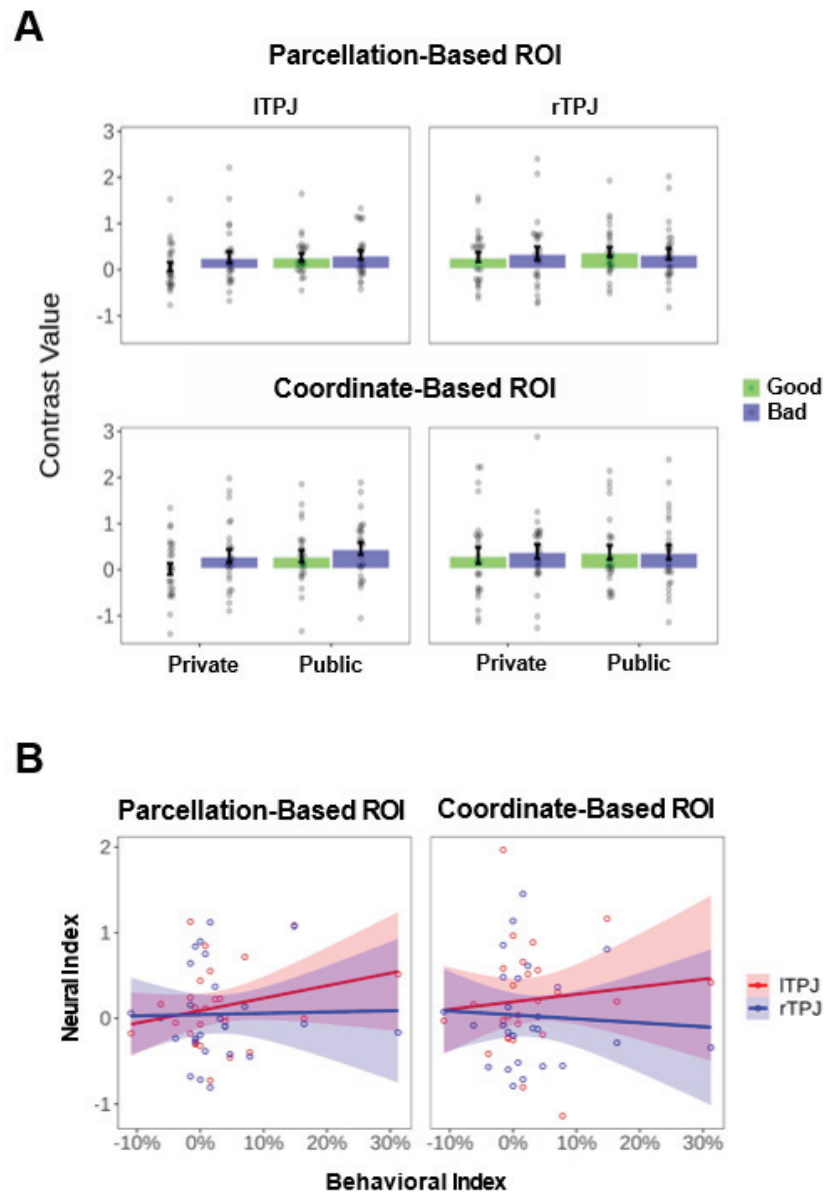 A
Parcellation-Based ROI
lTPJ rTPJ
3
2
1
0
-1
Contrast Value
Coordinate-Based ROI
Good
Bad
3
2
1
0
-1
Private Public Private Public
B
Parcellation-Based ROI Coordinate-Based ROI
2
1
0
-1
Neural Index
lTPJ
rTPJ
-10% 0% 10% 20% 30% -10% 0% 10% 20% 30%
Behavioral Index